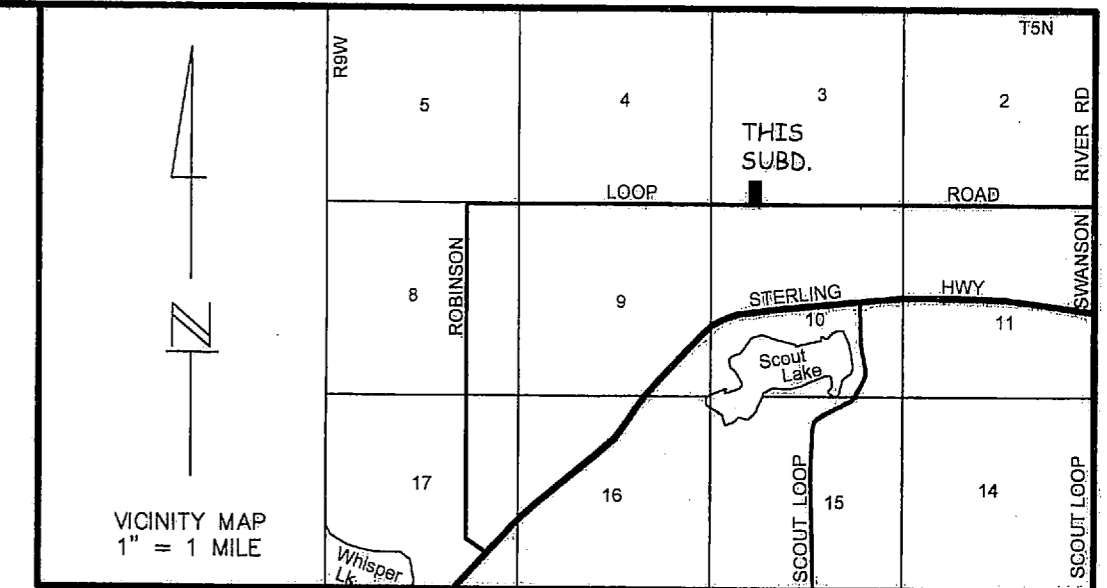 T5N
R9W
5
4
3
2
RIVER RD
THIS
SUBD.
LOOP
ROAD
ROBINSON
SWANSON
8
9
STERLING
HWY
10
11
Scout
Lake
17
16
SCOUT LOOP
15
14
SCOUT LOOP
N
VICINITY MAP
1" = 1 MILE
Whisper
Lk.